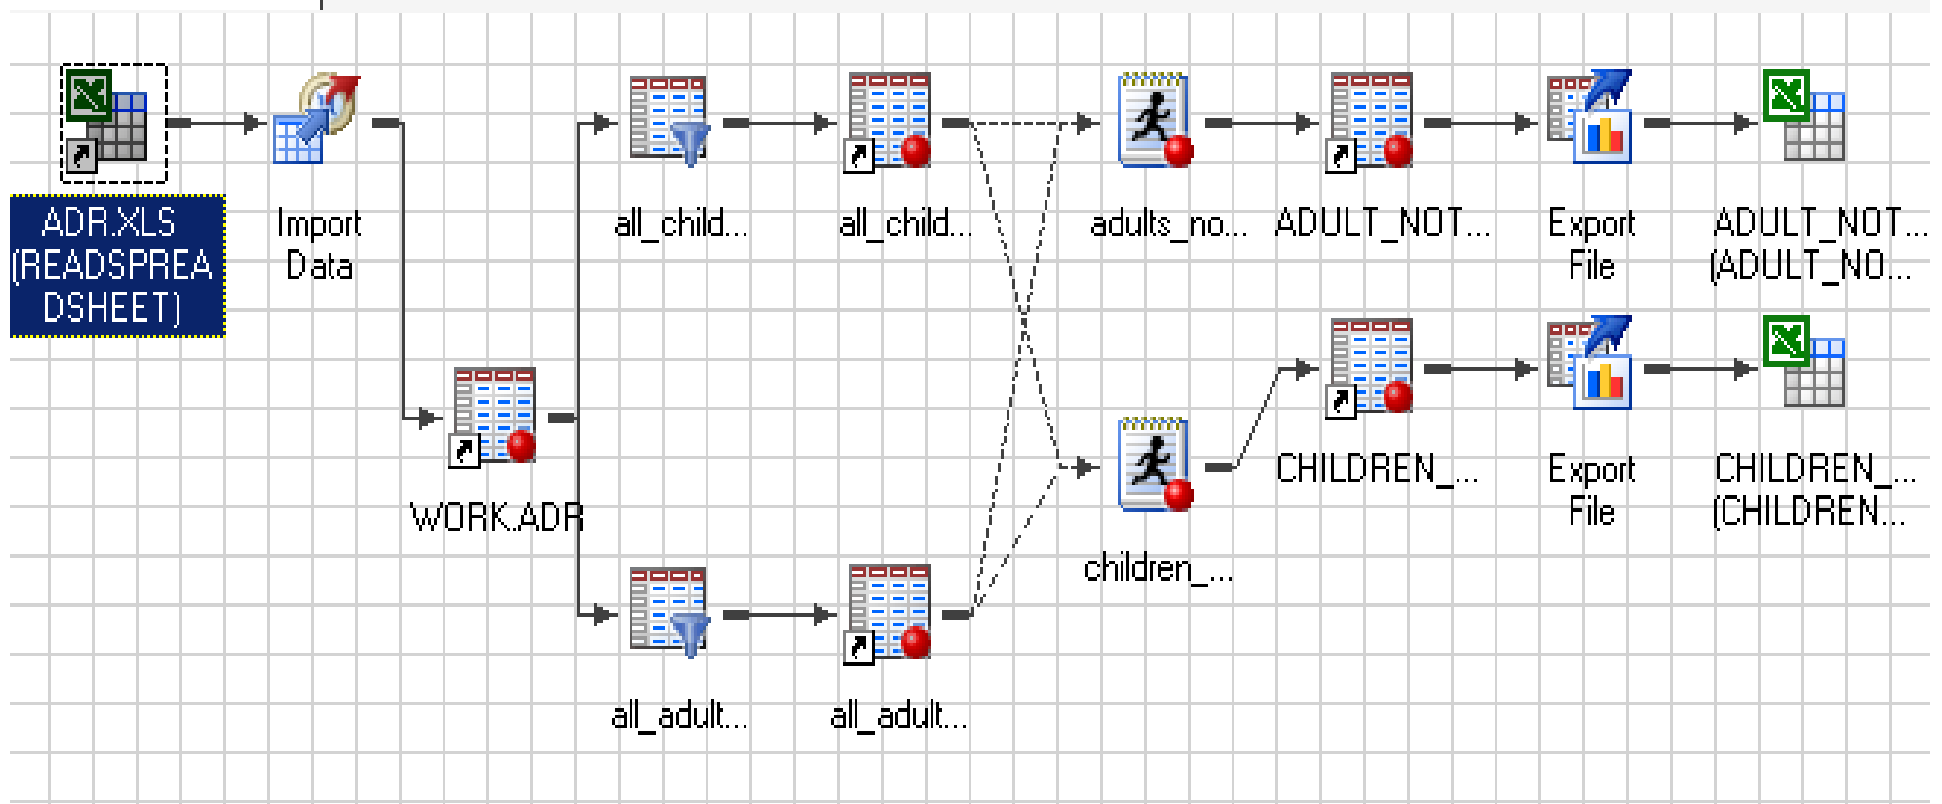 ADR.XLS
(READSPREA
DSHEET)
Import
Data
WORK.ADR
all_child...
all_child...
adults_no...
ADULT_NOT...
Export
File
ADULT_NOT...
(ADULT_NO...
children_...
CHILDREN_...
Export
File
CHILDREN_...
(CHILDREN...
all_adult...
all_adult...